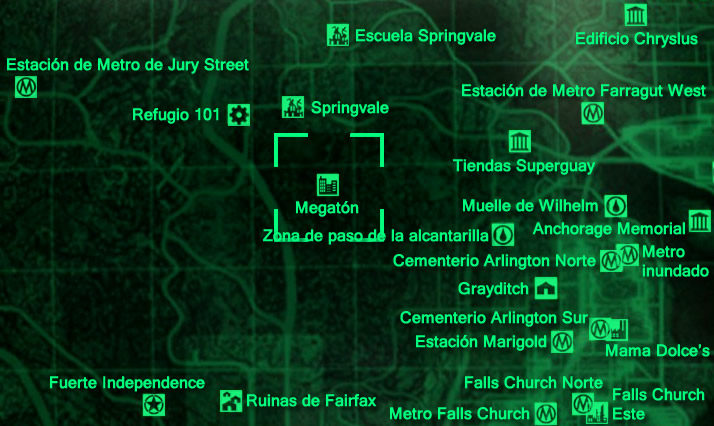 Escuela Springvale
Edificio Chryslus
Estación de Metro de Jury Street
Estación de Metro Farragut West
Springvale
Refugio 101
Tiendas Superguay
Megatón
Muelle de Wilhelm
Anchorage Memorial
Zona de paso de la alcantarilla
Metro
inundado
Cementerio Arlington Norte
Grayditch
Cementerio Arlington Sur
Estación Marigold
Mama Dolce's
Fuerte Independence
Falls Church Norte
Ruinas de Fairfax
Falls Church
Este
Metro Falls Church